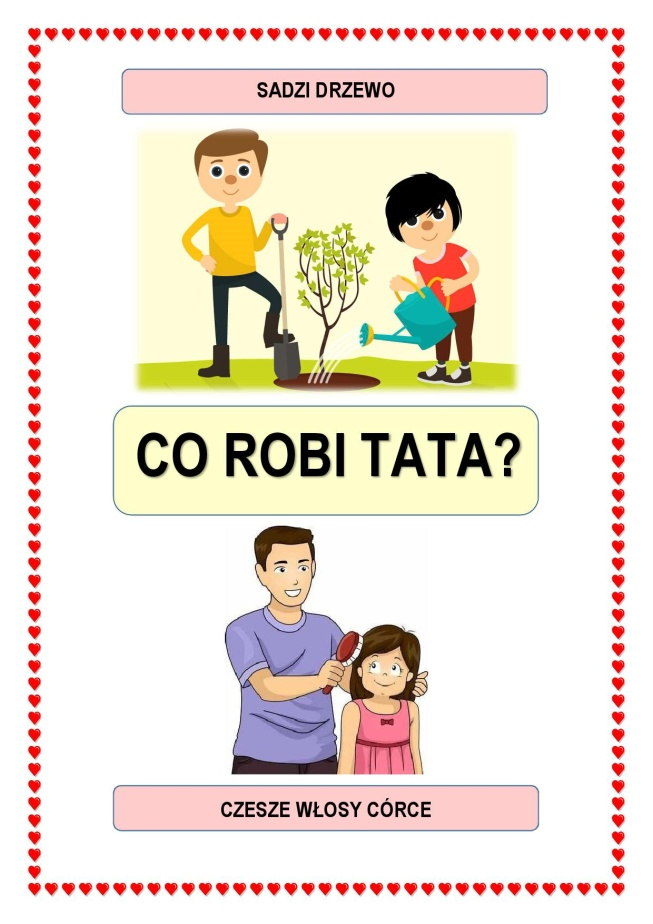 SADZI DRZEWO
CO ROBI TATA?
CZESZE WŁOSY CÓRCE